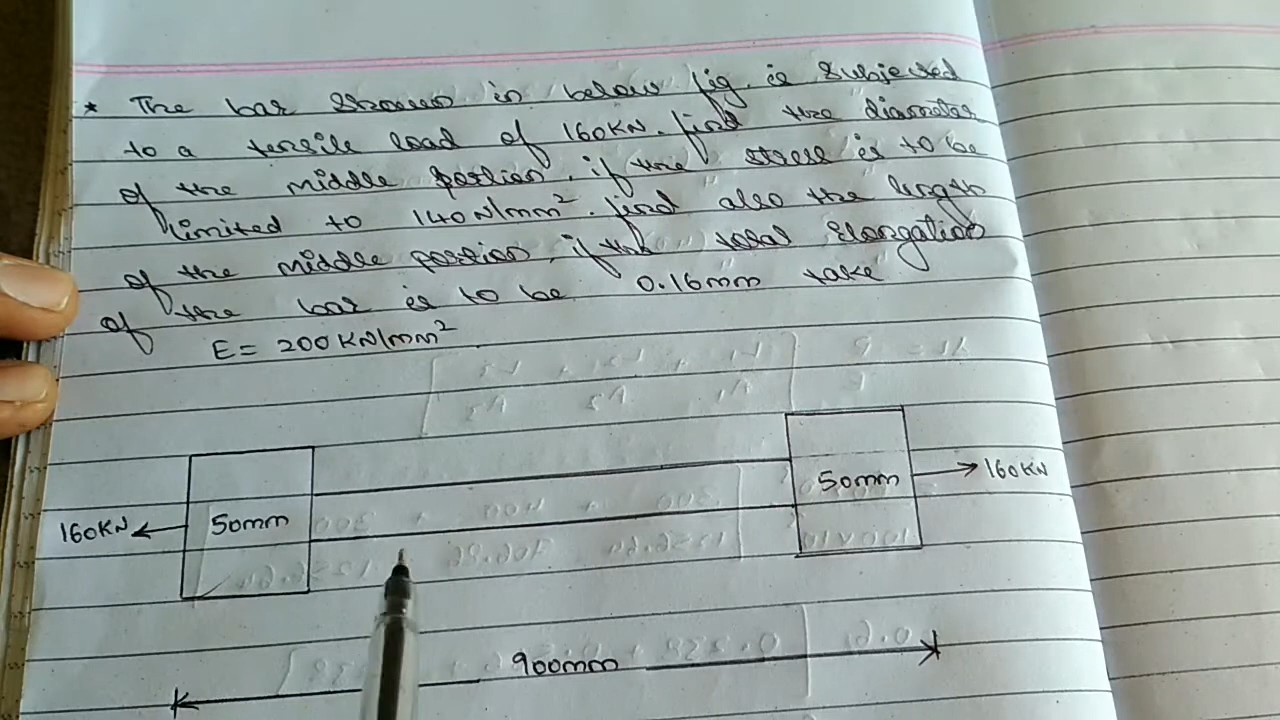 * The bar shown in below fig. is subjected
to a tensile load of 160KN. find the diameter
of the middle portion. if the stress is to be
limited to 140N/mm². find also the length
of the middle portion. if the total Elongation
of the bar is to be 0.16mm take
E = 200KN/mm²
160KN 50mm 50mm 160KN
900mm